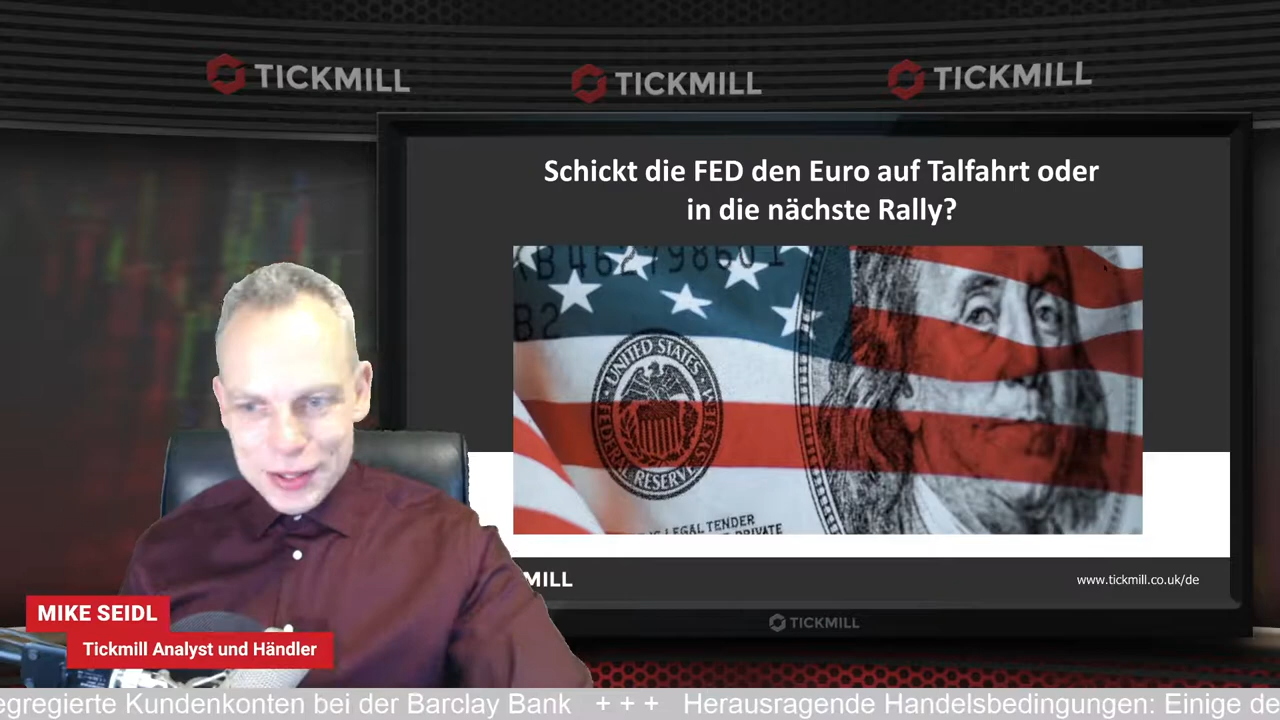 TICKMILL
TICKMILL
TICKMILL
Schickt die FED den Euro auf Talfahrt oder
in die nächste Rally?
B2
UNITED STATES
FEDERAL RESERVE SYSTEM
LEGAL TENDER
MILL
www.tickmill.co.uk/de
TICKMILL
MIKE SEIDL
Tickmill Analyst und Händler
egregierte Kundenkonten bei der Barclay Bank + + + Herausragende Handelsbedingungen: Einige de